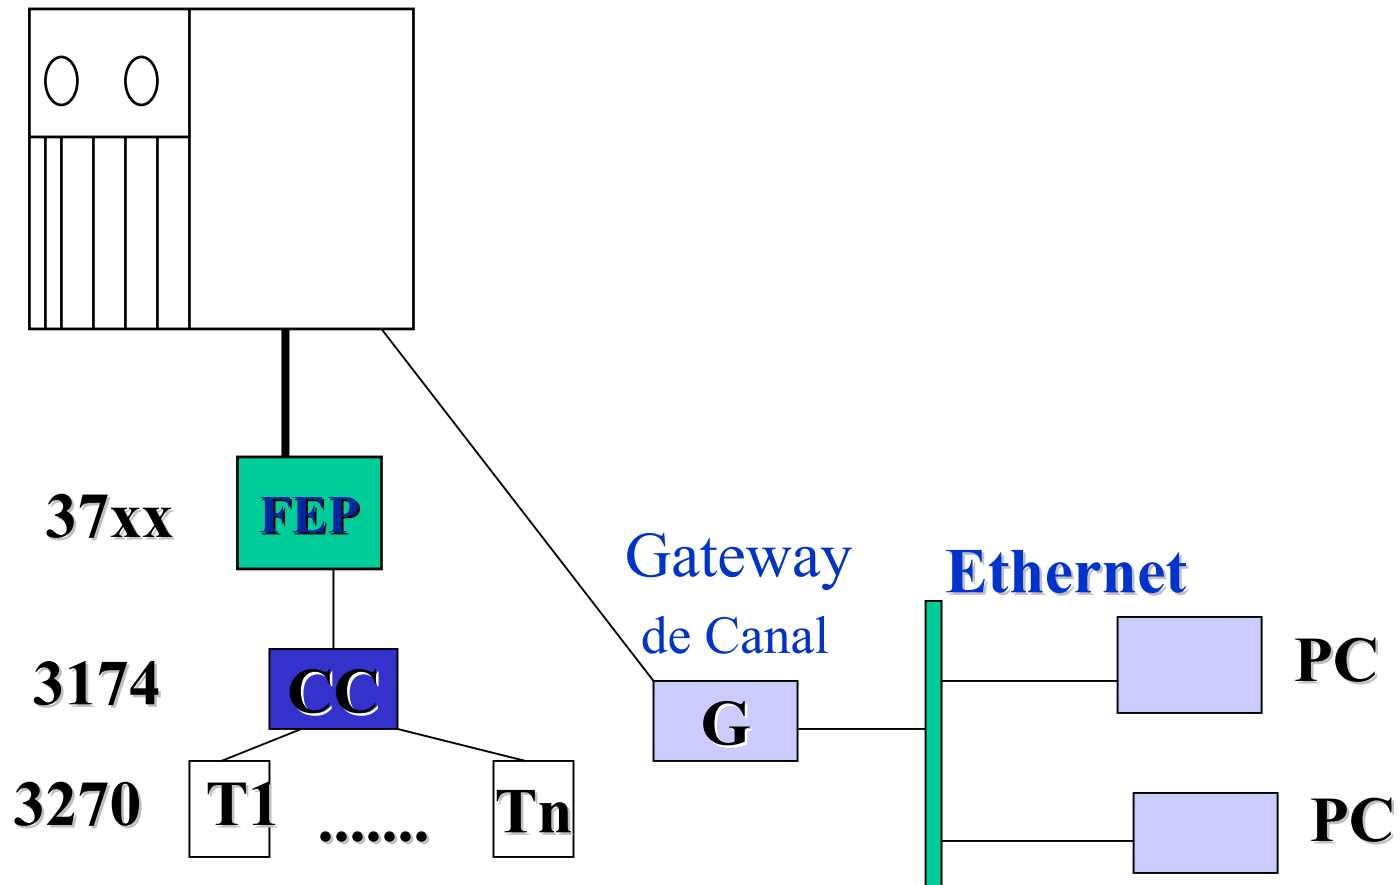 37xx
FEP
Gateway
de Canal
Ethernet
PC
3174
CC
G
3270
T1
.......
Tn
PC